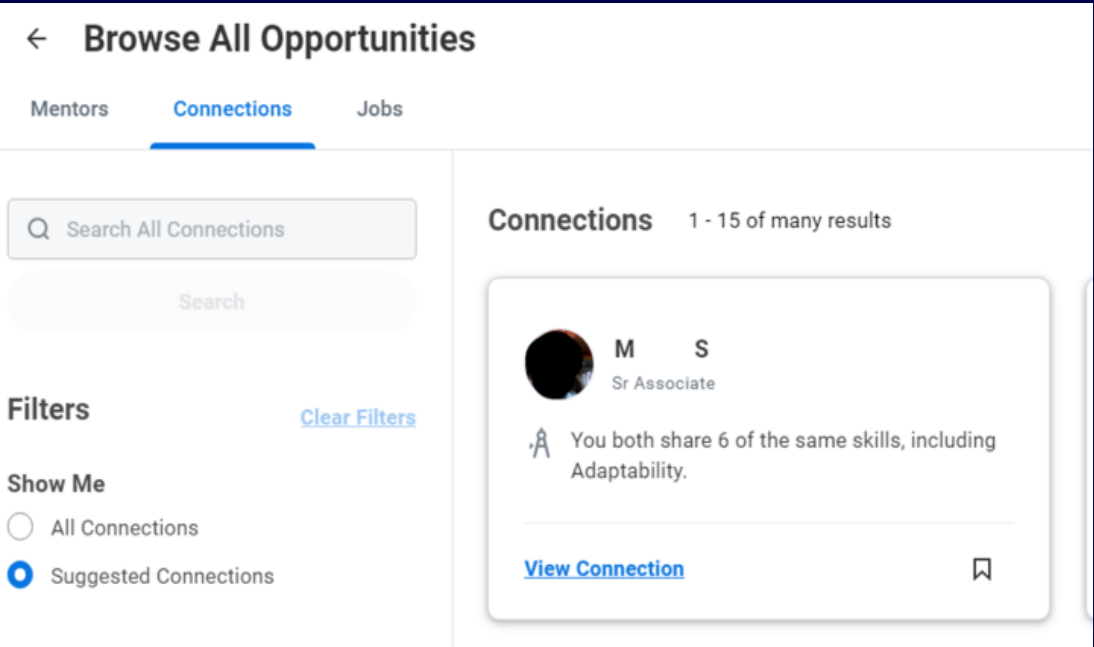 Browse All Opportunities
Mentors
Connections
Jobs
Search All Connections
Search
Filters
Clear Filters
Show Me
All Connections
Suggested Connections
Connections
1 - 15 of many results
M S
Sr Associate
You both share 6 of the same skills, including
Adaptability.
View Connection